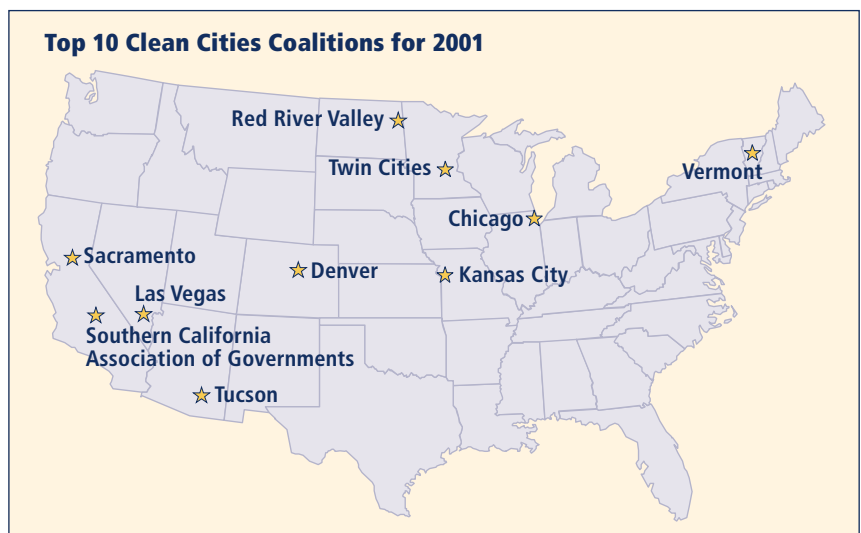 Top 10 Clean Cities Coalitions for 2001
Red River Valley
Twin Cities
Vermont
Chicago
Sacramento
Denver
Kansas City
Las Vegas
Southern California
Association of Governments
Tucson